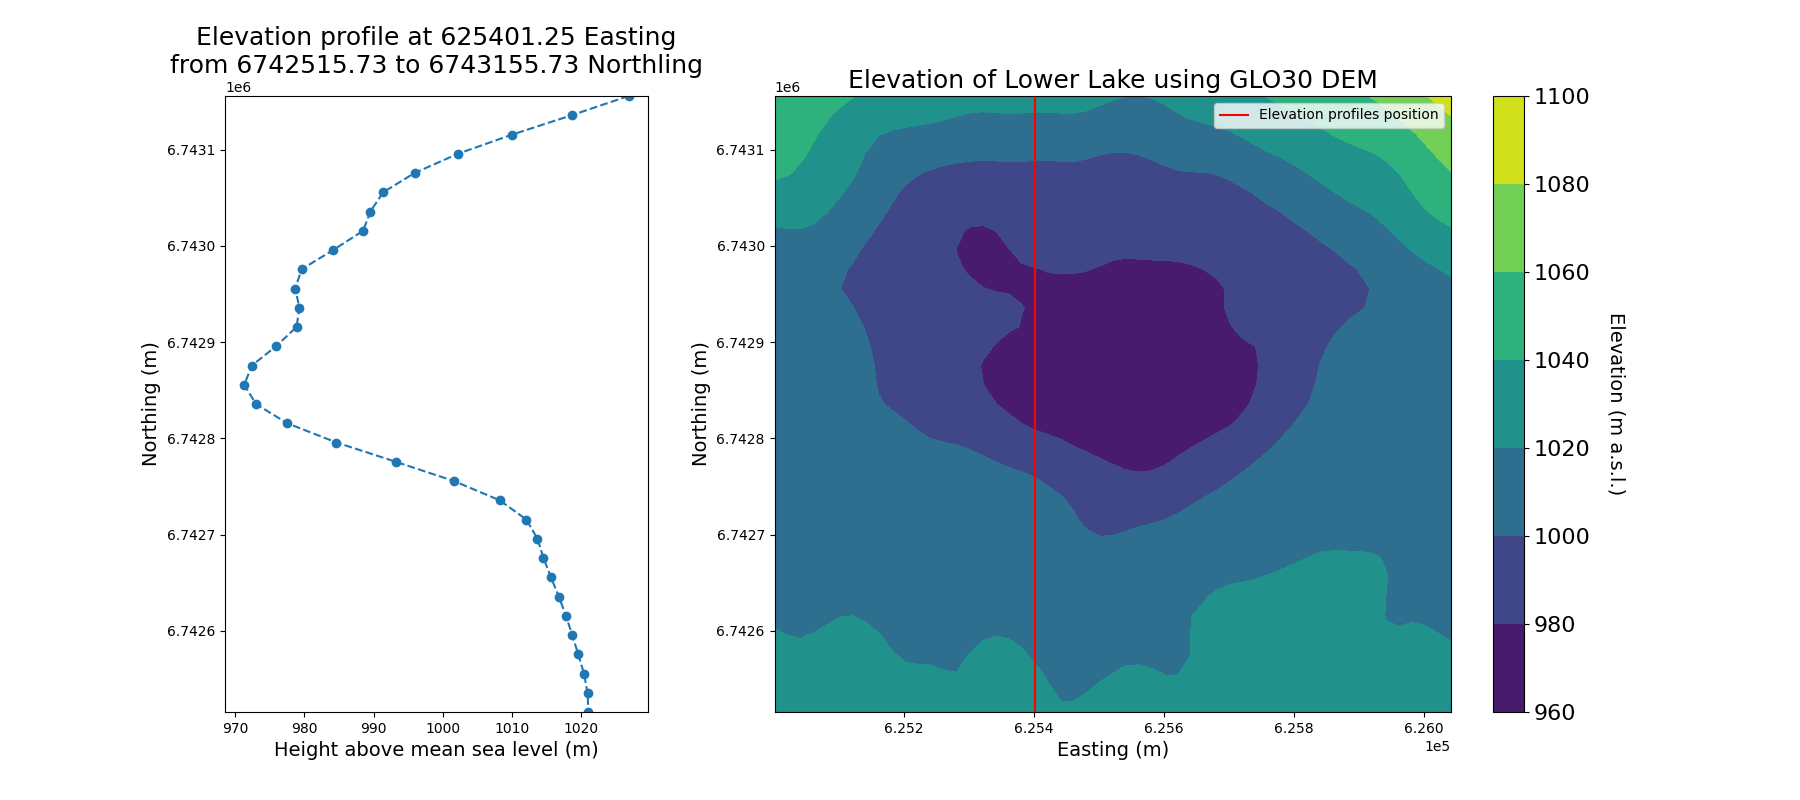 Elevation profile at 625401.25 Easting
from 6742515.73 to 6743155.73 Northling
1e6
6.7431
6.7430
6.7429
6.7428
6.7427
6.7426
Northing (m)
970 980 990 1000 1010 1020
Height above mean sea level (m)
Elevation of Lower Lake using GLO30 DEM
1e6
Elevation profiles position
6.7431
6.7430
6.7429
6.7428
6.7427
6.7426
Northing (m)
6.252 6.254 6.256 6.258 6.260
1e5
Easting (m)
1100
1080
1060
1040
1020
1000
980
960
Elevation (m a.s.l.)